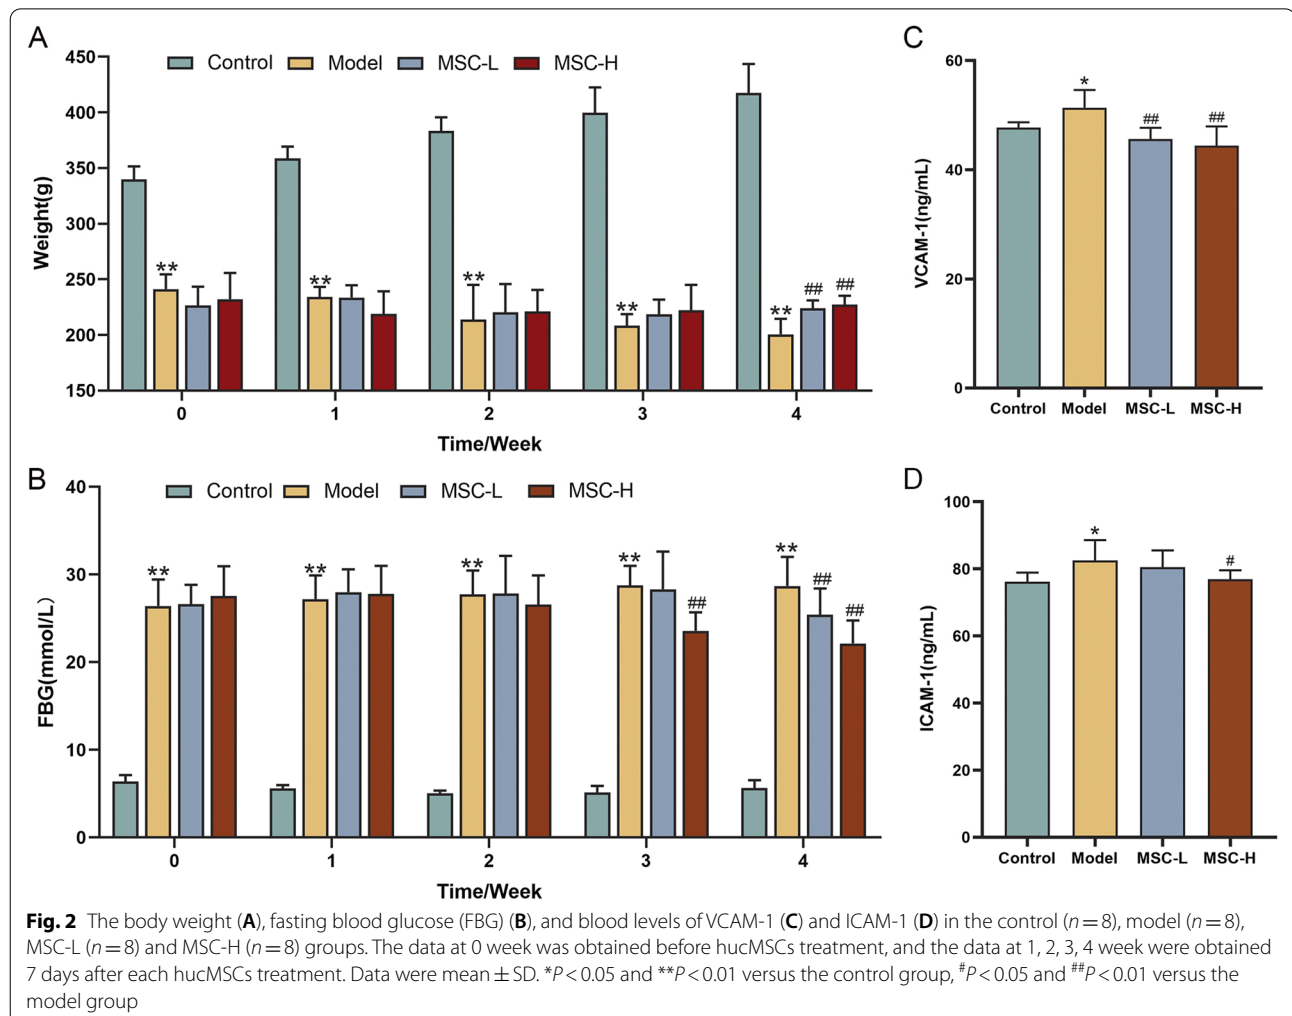 A
Control Model MSC-L MSC-H
Weight(g)
450
400
350
300
250
200
150
** ** ** ** ** ## ##
0 1 2 3 4
Time/Week
C
VCAM-1(ng/mL)
60
40
20
0
* ## ##
Control Model MSC-L MSC-H
B
Control Model MSC-L MSC-H
FBG(mmol/L)
40
30
20
10
0
** ** ** ** ## ** ## ##
0 1 2 3 4
Time/Week
D
ICAM-1(ng/mL)
100
80
60
40
20
0
* #
Control Model MSC-L MSC-H
Fig. 2 The body weight (A), fasting blood glucose (FBG) (B), and blood levels of VCAM-1 (C) and ICAM-1 (D) in the control (n = 8), model (n = 8),
MSC-L (n = 8) and MSC-H (n = 8) groups. The data at 0 week was obtained before hucMSCs treatment, and the data at 1, 2, 3, 4 week were obtained
7 days after each hucMSCs treatment. Data were mean ± SD. *P < 0.05 and **P < 0.01 versus the control group, #P < 0.05 and ##P < 0.01 versus the
model group